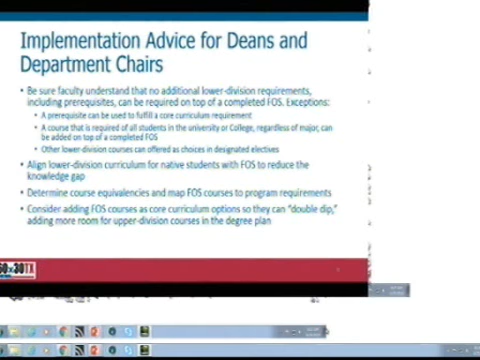 Implementation Advice for Deans and
Department Chairs
Be sure faculty understand that no additional lower-division requirements,
including prerequisites, can be required on top of a completed FOS. Exceptions:
A prerequisite can be used to fulfill a core curriculum requirement
A course that is required of all students in the university or College, regardless of major, can
be added on top of a completed FOS
Other lower-division courses can offered as choices in designated electives
Align lower-division curriculum for native students with FOS to reduce the
knowledge gap
Determine course equivalencies and map FOS courses to program requirements
Consider adding FOS courses as core curriculum options so they can "double dip,"
adding more room for upper-division courses in the degree plan
60x30TX